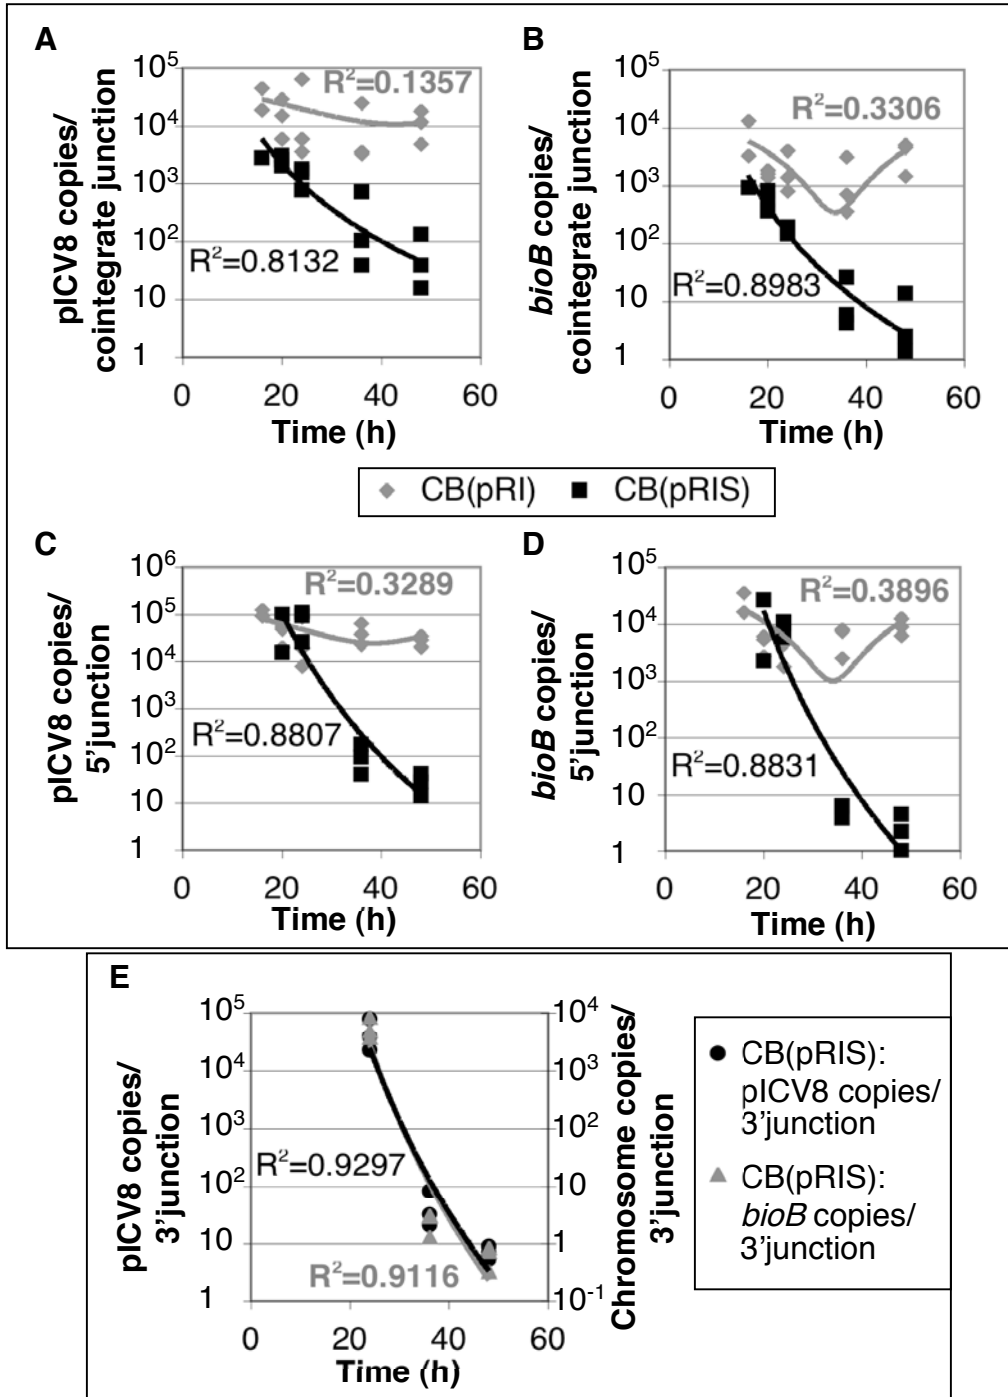 A
pICV8 copies/
cointegrate junction
10⁵
10⁴
10³
10²
10
1
R²=0.1357
R²=0.8132
0 20 40 60
Time (h)
B
bioB copies/
cointegrate junction
10⁵
10⁴
10³
10²
10
1
R²=0.3306
R²=0.8983
0 20 40 60
Time (h)
CB(pRI) CB(pRIS)
C
pICV8 copies/
5'junction
10⁶
10⁵
10⁴
10³
10²
10
1
R²=0.3289
R²=0.8807
0 20 40 60
Time (h)
D
bioB copies/
5'junction
10⁵
10⁴
10³
10²
10
1
R²=0.3896
R²=0.8831
0 20 40 60
Time (h)
E
pICV8 copies/
3'junction
10⁵
10⁴
10³
10²
10
1
R²=0.9297
R²=0.9116
10⁴
10³
10²
10
1
10⁻¹
Chromosome copies/
3'junction
0 20 40 60
Time (h)
CB(pRIS):
pICV8 copies/
3'junction
CB(pRIS):
bioB copies/
3'junction